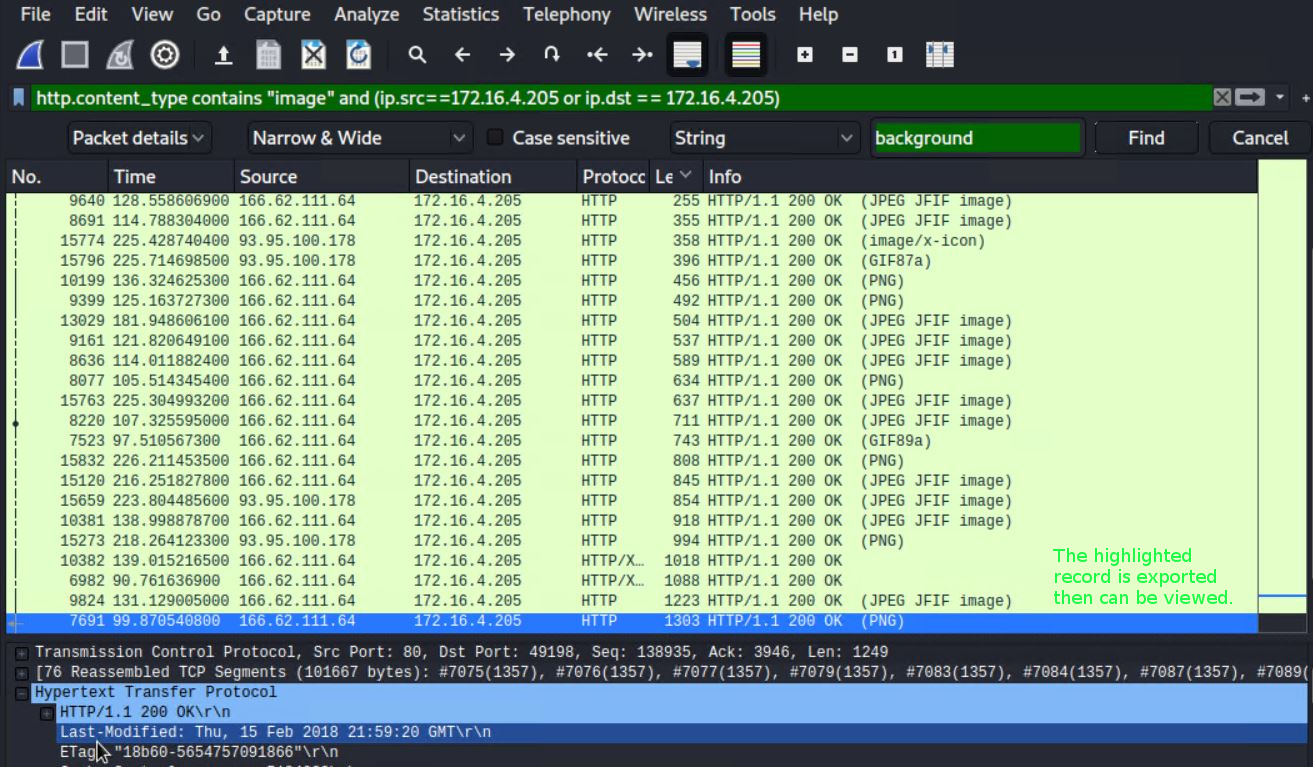 File Edit View Go Capture Analyze Statistics Telephony Wireless Tools Help
http.content_type contains "image" and (ip.src==172.16.4.205 or ip.dst == 172.16.4.205)
Packet details Narrow & Wide Case sensitive String background Find Cancel
No. Time Source Destination Protocc Le Info
9640 128.558606900 166.62.111.64 172.16.4.205 HTTP 255 HTTP/1.1 200 OK (JPEG JFIF image)
8691 114.788304000 166.62.111.64 172.16.4.205 HTTP 355 HTTP/1.1 200 OK (JPEG JFIF image)
15774 225.428740400 93.95.100.178 172.16.4.205 HTTP 358 HTTP/1.1 200 OK (image/x-icon)
15796 225.714698500 93.95.100.178 172.16.4.205 HTTP 396 HTTP/1.1 200 OK (GIF87a)
10199 136.324625300 166.62.111.64 172.16.4.205 HTTP 456 HTTP/1.1 200 OK (PNG)
9399 125.163727300 166.62.111.64 172.16.4.205 HTTP 492 HTTP/1.1 200 OK (PNG)
13029 181.948606100 166.62.111.64 172.16.4.205 HTTP 504 HTTP/1.1 200 OK (JPEG JFIF image)
9161 121.820649100 166.62.111.64 172.16.4.205 HTTP 537 HTTP/1.1 200 OK (JPEG JFIF image)
8636 114.011882400 166.62.111.64 172.16.4.205 HTTP 589 HTTP/1.1 200 OK (JPEG JFIF image)
8077 105.514345400 166.62.111.64 172.16.4.205 HTTP 634 HTTP/1.1 200 OK (PNG)
15763 225.304993200 166.62.111.64 172.16.4.205 HTTP 637 HTTP/1.1 200 OK (JPEG JFIF image)
8220 107.325595000 166.62.111.64 172.16.4.205 HTTP 711 HTTP/1.1 200 OK (JPEG JFIF image)
7523 97.510567300 166.62.111.64 172.16.4.205 HTTP 743 HTTP/1.1 200 OK (GIF89a)
15832 226.211453500 166.62.111.64 172.16.4.205 HTTP 808 HTTP/1.1 200 OK (PNG)
15120 216.251827800 166.62.111.64 172.16.4.205 HTTP 845 HTTP/1.1 200 OK (JPEG JFIF image)
15659 223.804485600 93.95.100.178 172.16.4.205 HTTP 854 HTTP/1.1 200 OK (JPEG JFIF image)
10381 138.998878700 166.62.111.64 172.16.4.205 HTTP 918 HTTP/1.1 200 OK (JPEG JFIF image)
15273 218.264123300 93.95.100.178 172.16.4.205 HTTP 994 HTTP/1.1 200 OK (PNG)
10382 139.015216500 166.62.111.64 172.16.4.205 HTTP/X… 1018 HTTP/1.1 200 OK
6982 90.761636900 166.62.111.64 172.16.4.205 HTTP/X… 1088 HTTP/1.1 200 OK
9824 131.129005000 166.62.111.64 172.16.4.205 HTTP 1223 HTTP/1.1 200 OK (JPEG JFIF image)
7691 99.870540800 166.62.111.64 172.16.4.205 HTTP 1303 HTTP/1.1 200 OK (PNG)
The highlighted
record is exported
then can be viewed.
Transmission Control Protocol, Src Port: 80, Dst Port: 49198, Seq: 138935, Ack: 3946, Len: 1249
[76 Reassembled TCP Segments (101667 bytes): #7075(1357), #7076(1357), #7077(1357), #7079(1357), #7083(1357), #7084(1357), #7087(1357), #7089(
Hypertext Transfer Protocol
HTTP/1.1 200 OK\r\n
Last-Modified: Thu, 15 Feb 2018 21:59:20 GMT\r\n
ETag "18b60-5654757091866"\r\n